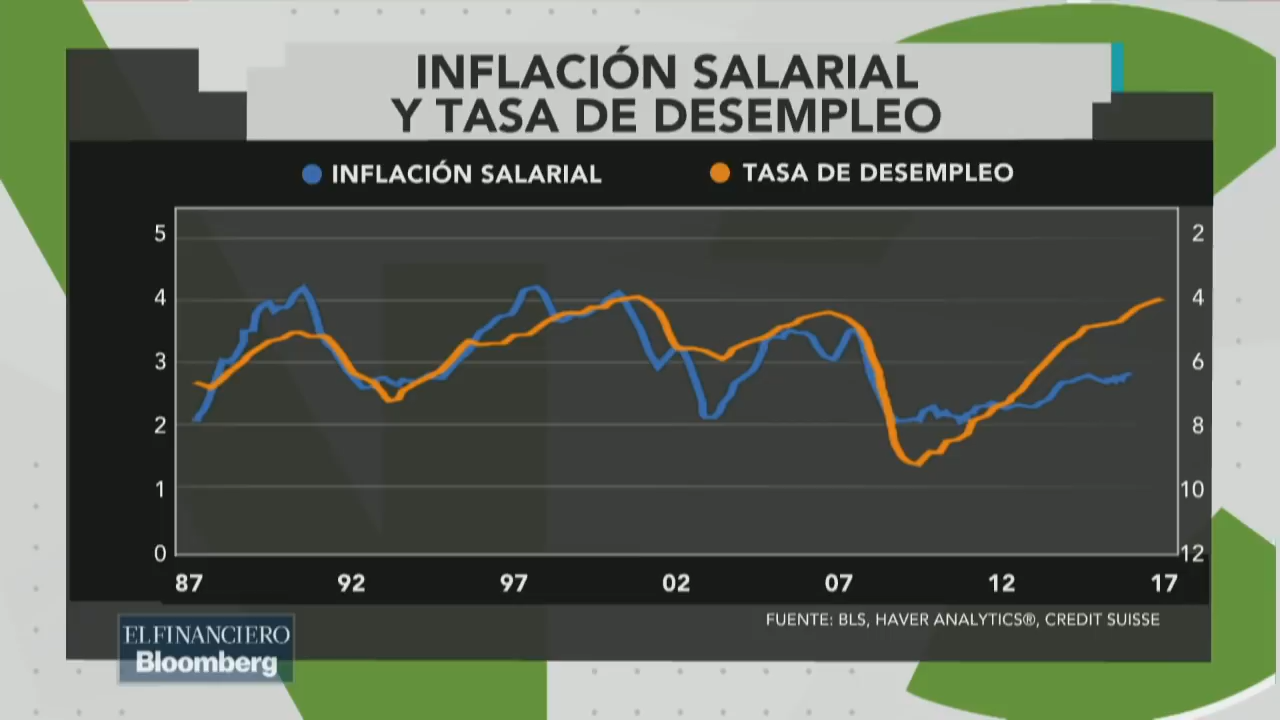 INFLACIÓN SALARIAL
Y TASA DE DESEMPLEO
INFLACIÓN SALARIAL
TASA DE DESEMPLEO
5
2
4
4
3
6
2
8
1
10
0
12
87
92
97
02
07
12
17
FUENTE: BLS, HAVER ANALYTICS®, CREDIT SUISSE
EL FINANCIERO
Bloomberg